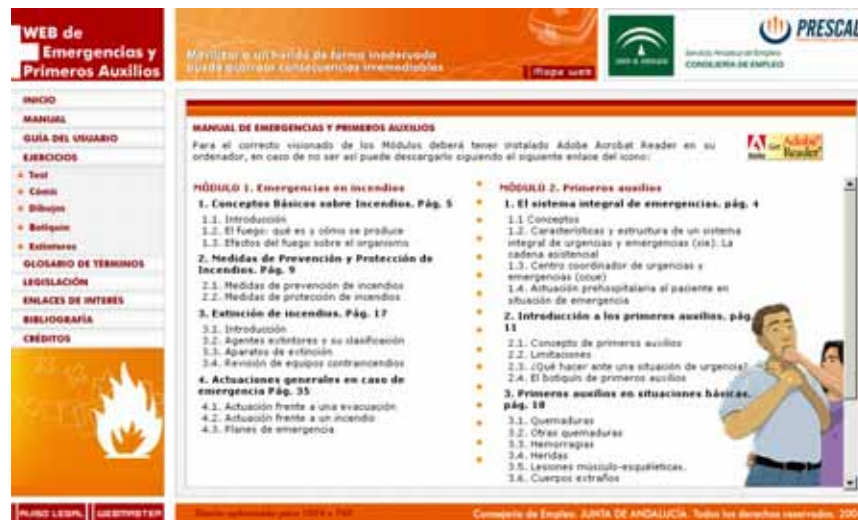 WEB de
Emergencias y
Primeros Auxilios
Movilizar a un herido de forma inadecuada
puede acarrear consecuencias irremediables
Mapa web
JUNTA DE ANDALUCIA
Servicio Andaluz de Empleo
CONSEJERÍA DE EMPLEO
PRESCAL
INICIO
MANUAL
GUÍA DEL USUARIO
EJERCICIOS
Test
Cómic
Dibujos
Botiquín
Extintores
GLOSARIO DE TÉRMINOS
LEGISLACIÓN
ENLACES DE INTERÉS
BIBLIOGRAFÍA
CRÉDITOS
AVISO LEGAL
WEBMASTER
MANUAL DE EMERGENCIAS Y PRIMEROS AUXILIOS
Para el correcto visionado de los Módulos deberá tener instalado Adobe Acrobat Reader en su
ordenador, en caso de no ser así puede descargarlo siguiendo el siguiente enlace del icono:
Adobe
Get Adobe
Reader
MÓDULO 1. Emergencias en incendios
1. Conceptos Básicos sobre Incendios. Pág. 5
1.1. Introducción
1.2. El fuego: qué es y cómo se produce
1.3. Efectos del fuego sobre el organismo
2. Medidas de Prevención y Protección de
Incendios. Pág. 9
2.1. Medidas de prevención de incendios
2.2. Medidas de protección de incendios
3. Extinción de incendios. Pág. 17
3.1. Introducción
3.2. Agentes extintores y su clasificación
3.3. Aparatos de extinción
3.4. Revisión de equipos contraincendios
4. Actuaciones generales en caso de
emergencia Pág. 35
4.1. Actuación frente a una evacuación
4.2. Actuación frente a un incendio
4.3. Planes de emergencia
MÓDULO 2. Primeros auxilios
1. El sistema integral de emergencias. pág. 4
1.1 Conceptos
1.2. Características y estructura de un sistema
integral de urgencias y emergencias (sie). La
cadena asistencial
1.3. Centro coordinador de urgencias y
emergencias (ccue)
1.4. Actuación prehospitalaria al paciente en
situación de emergencia
2. Introducción a los primeros auxilios. pág.
11
2.1. Concepto de primeros auxilios
2.2. Limitaciones
2.3. ¿Qué hacer ante una situación de urgencia?
2.4. El botiquín de primeros auxilios
3. Primeros auxilios en situaciones básicas.
pág. 18
3.1. Quemaduras
3.2. Otras quemaduras
3.3. Hemorragias
3.4. Heridas
3.5. Lesiones músculo-esquéleticas.
3.6. Cuerpos extraños
Diseño optimizado para 1024 x 768
Consejería de Empleo. JUNTA DE ANDALUCÍA. Todos los derechos reservados. 200